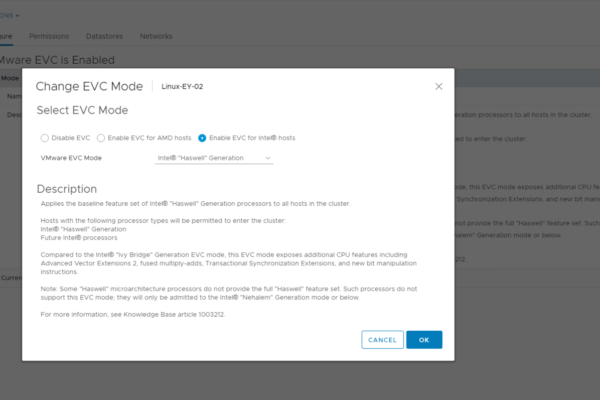 Permissions
Datastores
Networks
Mware EVC is Enabled
Mode
Change EVC Mode
Linux-EY-02
Select EVC Mode
Disable EVC
Enable EVC for AMD hosts
Enable EVC for Intel® hosts
VMware EVC Mode
Intel® "Haswell" Generation
Description
Applies the baseline feature set of Intel® "Haswell" Generation processors to all hosts in the cluster.
Hosts with the following processor types will be permitted to enter the cluster:
Intel® "Haswell" Generation
Future Intel® processors
Compared to the Intel® "Ivy Bridge" Generation EVC mode, this EVC mode exposes additional CPU features including
Advanced Vector Extensions 2, fused multiply-adds, Transactional Synchronization Extensions, and new bit manipulation
instructions.
Note: Some "Haswell" microarchitecture processors do not provide the full "Haswell" feature set. Such processors do not
support this EVC mode; they will only be admitted to the Intel® "Nehalem" Generation mode or below.
For more information, see Knowledge Base article 1003212.
CANCEL
OK
eration processors to all hosts in the cluster.
ed to enter the cluster:
de, this EVC mode exposes additional CPU fea
Synchronization Extensions, and new bit mani
not provide the full "Haswell" feature set. Suc
halem" Generation mode or below.
212.
Current